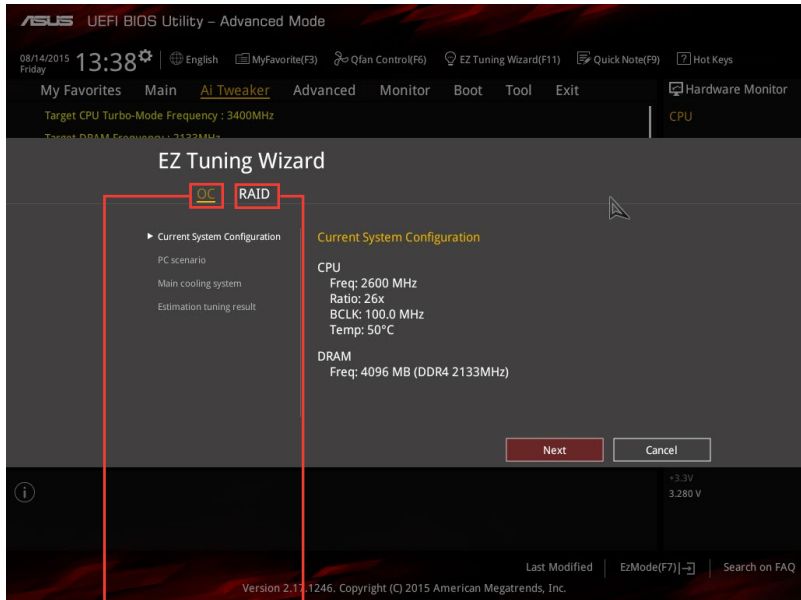 ASUS UEFI BIOS Utility – Advanced Mode
08/14/2015 Friday 13:38 English MyFavorite(F3) Qfan Control(F6) EZ Tuning Wizard(F11) Quick Note(F9) ? Hot Keys
My Favorites Main Ai Tweaker Advanced Monitor Boot Tool Exit Hardware Monitor
Target CPU Turbo-Mode Frequency : 3400MHz CPU
Target DRAM Frequency : 2133MHz
EZ Tuning Wizard
OC RAID
Current System Configuration
PC scenario
Main cooling system
Estimation tuning result
Current System Configuration
CPU
Freq: 2600 MHz
Ratio: 26x
BCLK: 100.0 MHz
Temp: 50°C
DRAM
Freq: 4096 MB (DDR4 2133MHz)
Next Cancel
+3.3V
3.280 V
Last Modified EzMode(F7) Search on FAQ
Version 2.17.1246. Copyright (C) 2015 American Megatrends, Inc.